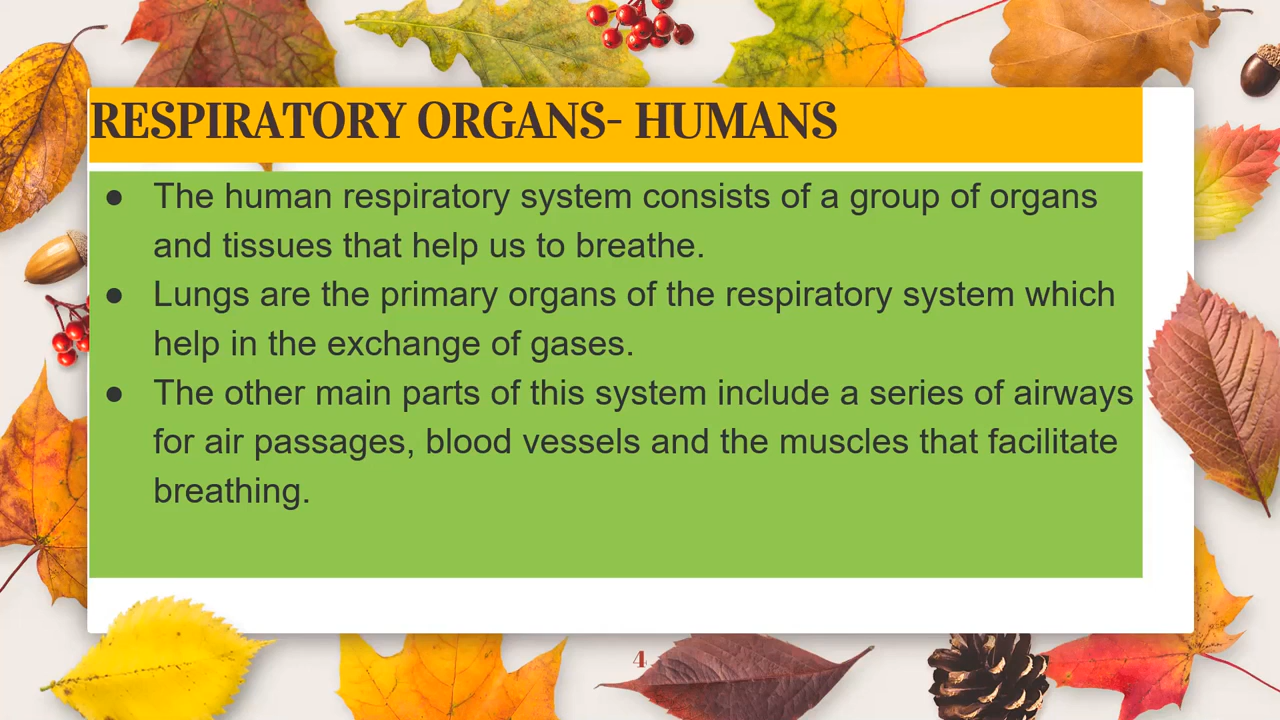 RESPIRATORY ORGANS- HUMANS
● The human respiratory system consists of a group of organs
and tissues that help us to breathe.
● Lungs are the primary organs of the respiratory system which
help in the exchange of gases.
● The other main parts of this system include a series of airways
for air passages, blood vessels and the muscles that facilitate
breathing.
4